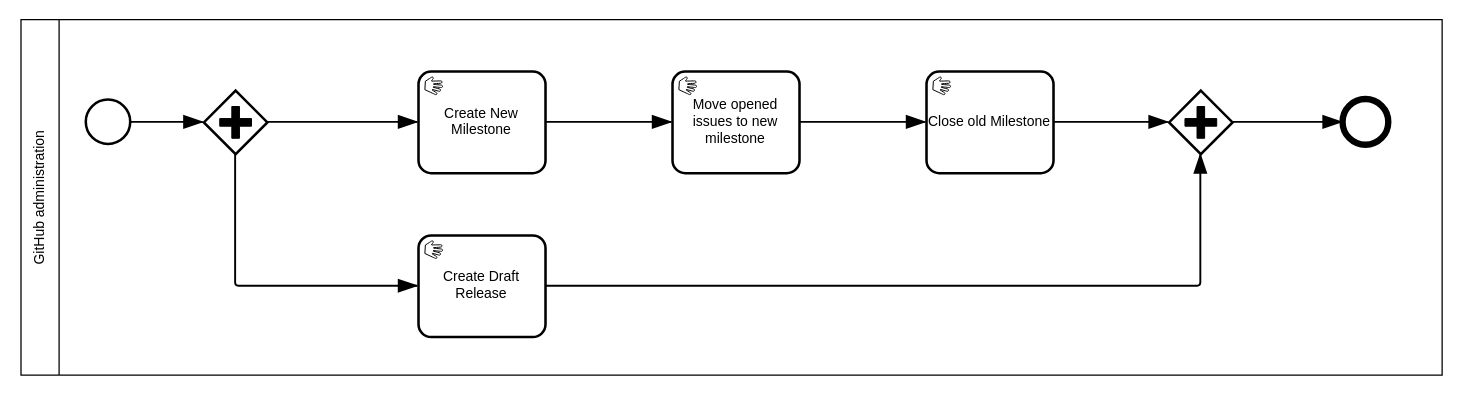 GitHub administration
Create New
Milestone
Move opened
issues to new
milestone
Close old Milestone
Create Draft
Release